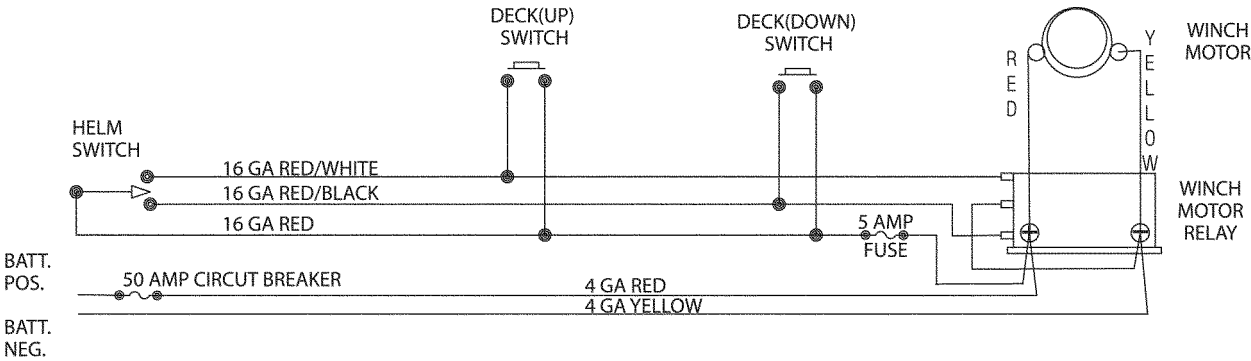 DECK(UP)
SWITCH
DECK(DOWN)
SWITCH
WINCH
MOTOR
RED
YELLOW
HELM
SWITCH
16 GA RED/WHITE
16 GA RED/BLACK
16 GA RED
5 AMP
FUSE
WINCH
MOTOR
RELAY
BATT.
POS.
50 AMP CIRCUT BREAKER
4 GA RED
4 GA YELLOW
BATT.
NEG.